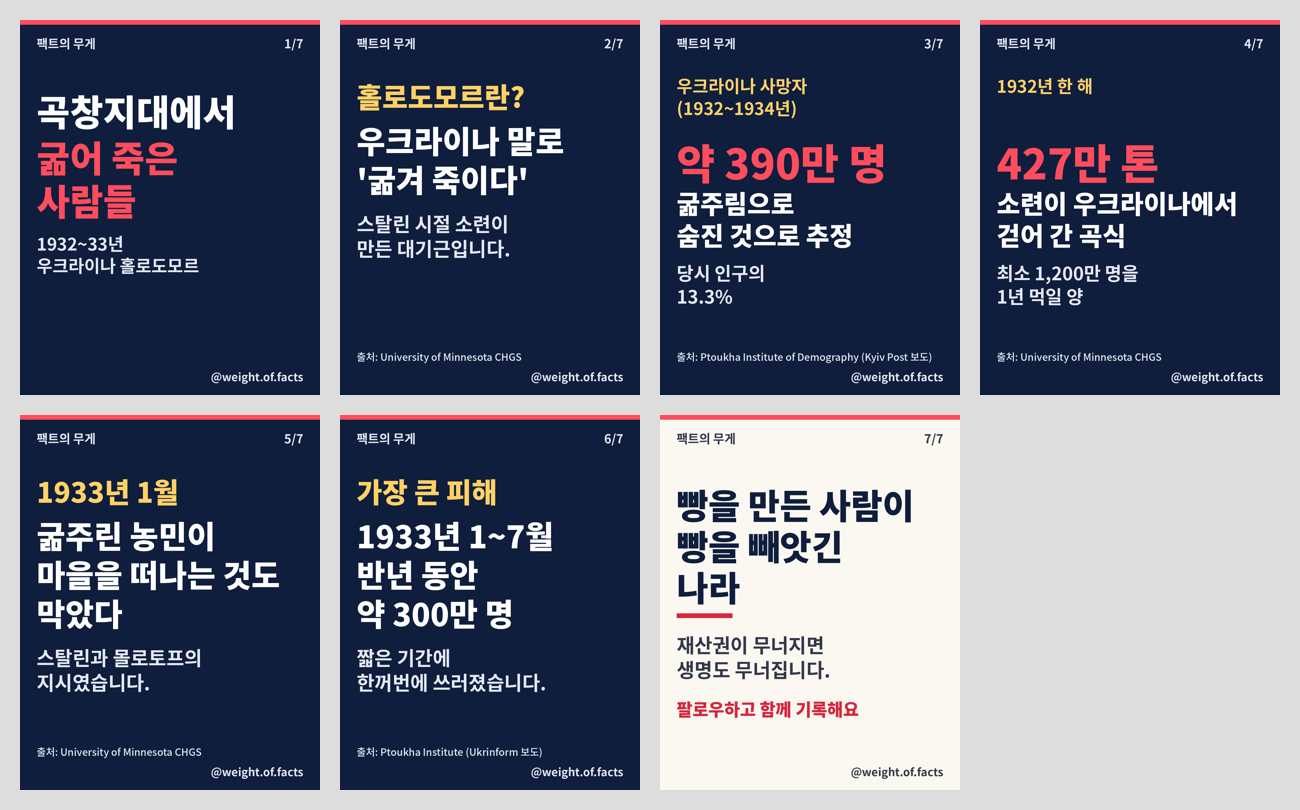 팩트의 무게
1/7
곡창지대에서
굶어 죽은
사람들
1932~33년
우크라이나 홀로도모르
@weight.of.facts
팩트의 무게
2/7
홀로도모르란?
우크라이나 말로
'굶겨 죽이다'
스탈린 시절 소련이
만든 대기근입니다.
출처: University of Minnesota CHGS
@weight.of.facts
팩트의 무게
3/7
우크라이나 사망자
(1932~1934년)
약 390만 명
굶주림으로
숨진 것으로 추정
당시 인구의
13.3%
출처: Ptoukha Institute of Demography (Kyiv Post 보도)
@weight.of.facts
팩트의 무게
4/7
1932년 한 해
427만 톤
소련이 우크라이나에서
걷어 간 곡식
최소 1,200만 명을
1년 먹일 양
출처: University of Minnesota CHGS
@weight.of.facts
팩트의 무게
5/7
1933년 1월
굶주린 농민이
마을을 떠나는 것도
막았다
스탈린과 몰로토프의
지시였습니다.
출처: University of Minnesota CHGS
@weight.of.facts
팩트의 무게
6/7
가장 큰 피해
1933년 1~7월
반년 동안
약 300만 명
짧은 기간에
한꺼번에 쓰러졌습니다.
출처: Ptoukha Institute (Ukrinform 보도)
@weight.of.facts
팩트의 무게
7/7
빵을 만든 사람이
빵을 빼앗긴
나라
재산권이 무너지면
생명도 무너집니다.
팔로우하고 함께 기록해요
@weight.of.facts